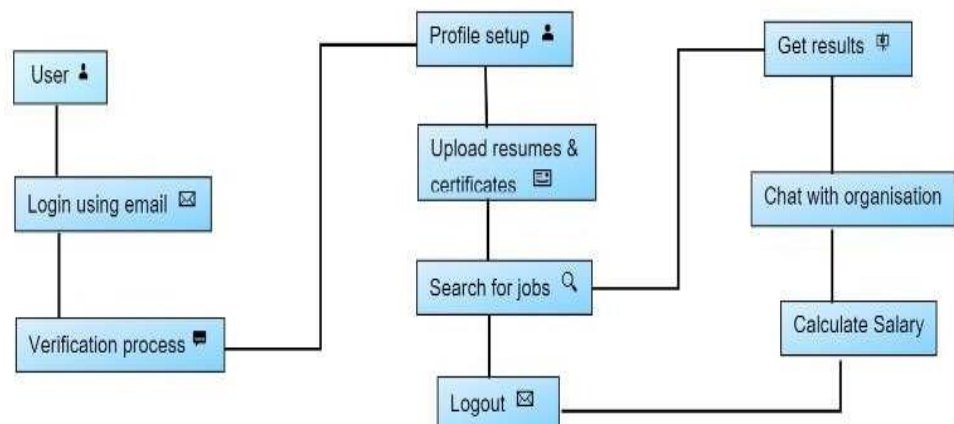 User
Login using email
Verification process
Profile setup
Upload resumes &
certificates
Search for jobs
Logout
Get results
Chat with organisation
Calculate Salary